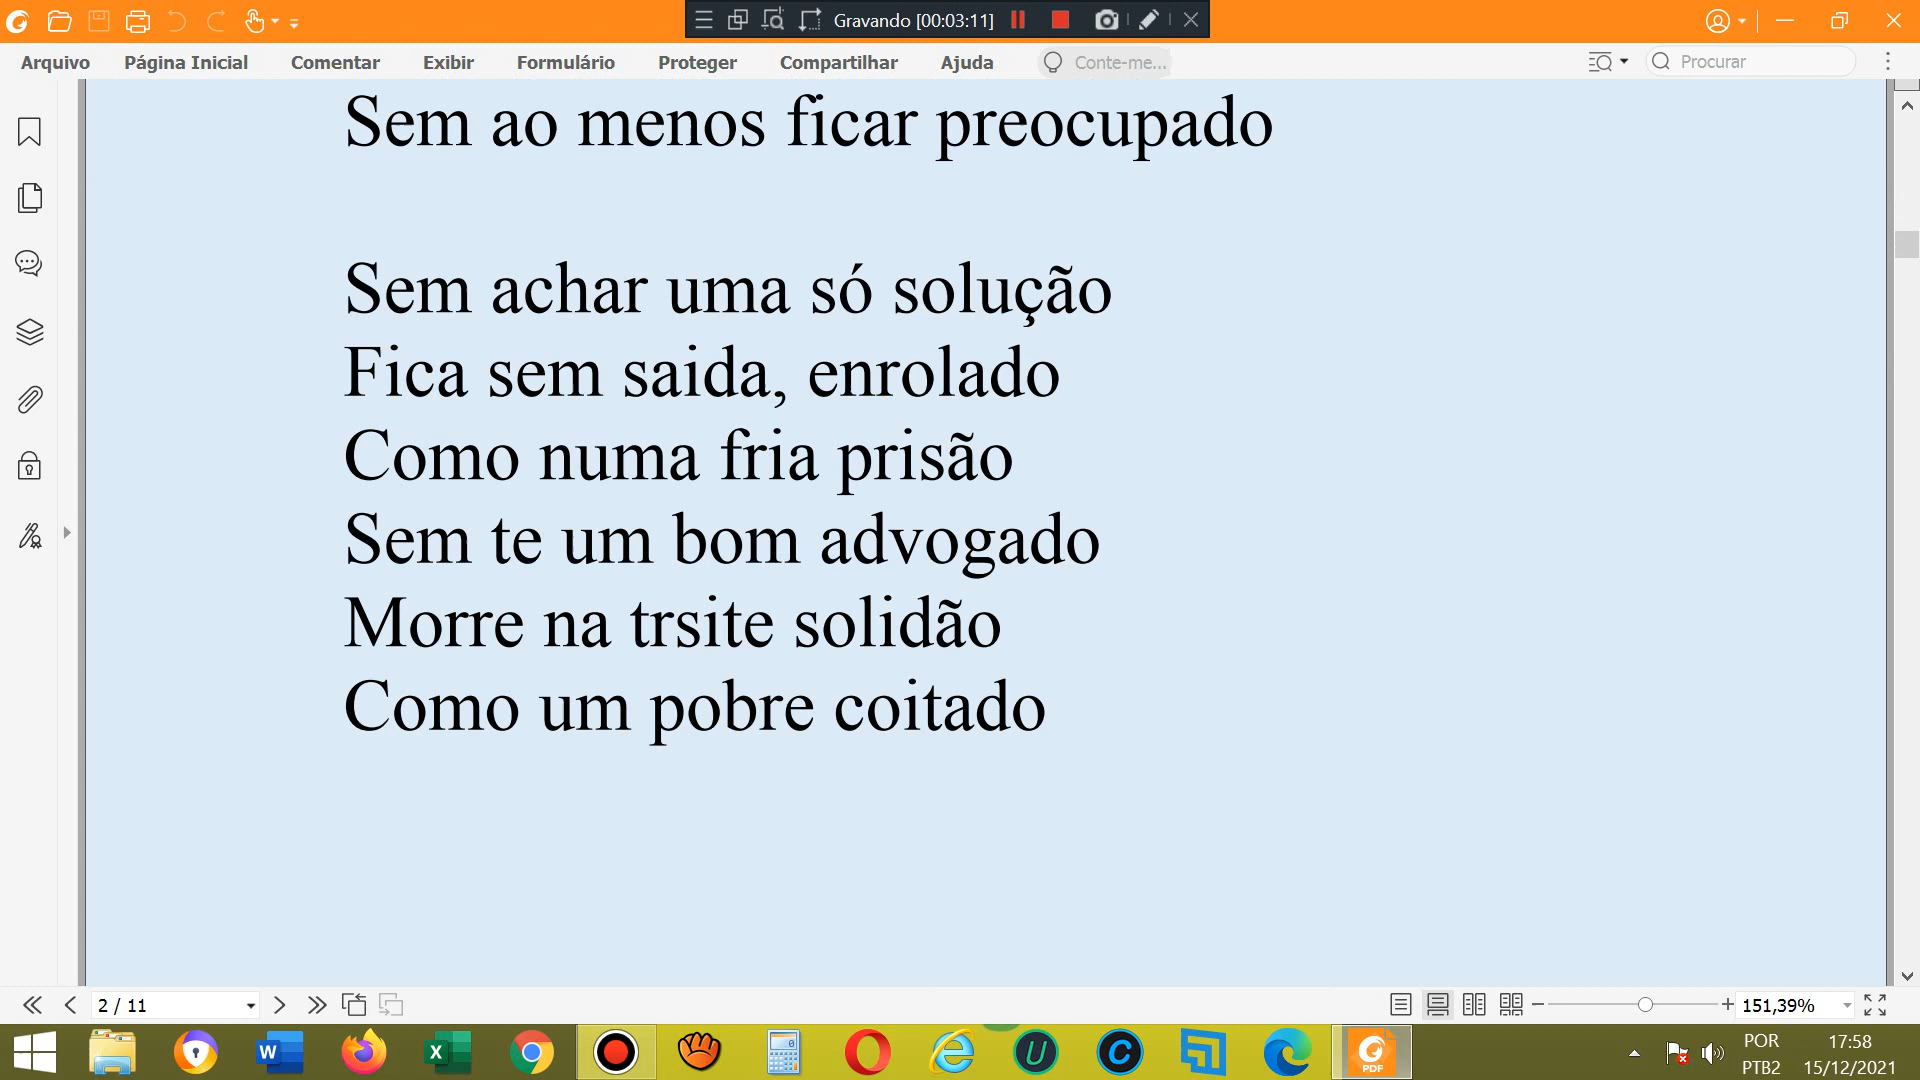 Gravando [00:03:11]
Arquivo Página Inicial Comentar Exibir Formulário Proteger Compartilhar Ajuda Conte-me... Procurar
Sem ao menos ficar preocupado
Sem achar uma só solução
Fica sem saida, enrolado
Como numa fria prisão
Sem te um bom advogado
Morre na trsite solidão
Como um pobre coitado
2 / 11 151,39%
POR 17:58
PTB2 15/12/2021